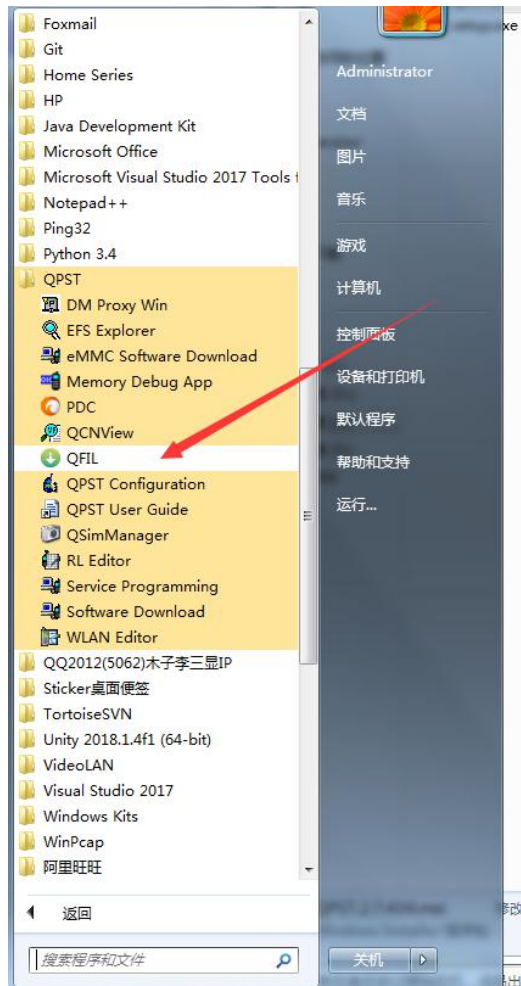 Foxmail
Git
Home Series
HP
Java Development Kit
Microsoft Office
Microsoft Visual Studio 2017 Tools f
Notepad++
Ping32
Python 3.4
QPST
DM Proxy Win
EFS Explorer
eMMC Software Download
Memory Debug App
PDC
QCNView
QFIL
QPST Configuration
QPST User Guide
QSimManager
RL Editor
Service Programming
Software Download
WLAN Editor
QQ2012(5062)木子李三显IP
Sticker桌面便签
TortoiseSVN
Unity 2018.1.4f1 (64-bit)
VideoLAN
Visual Studio 2017
Windows Kits
WinPcap
阿里旺旺
返回
搜索程序和文件
Administrator
文档
图片
音乐
游戏
计算机
控制面板
设备和打印机
默认程序
帮助和支持
运行...
关机
修改